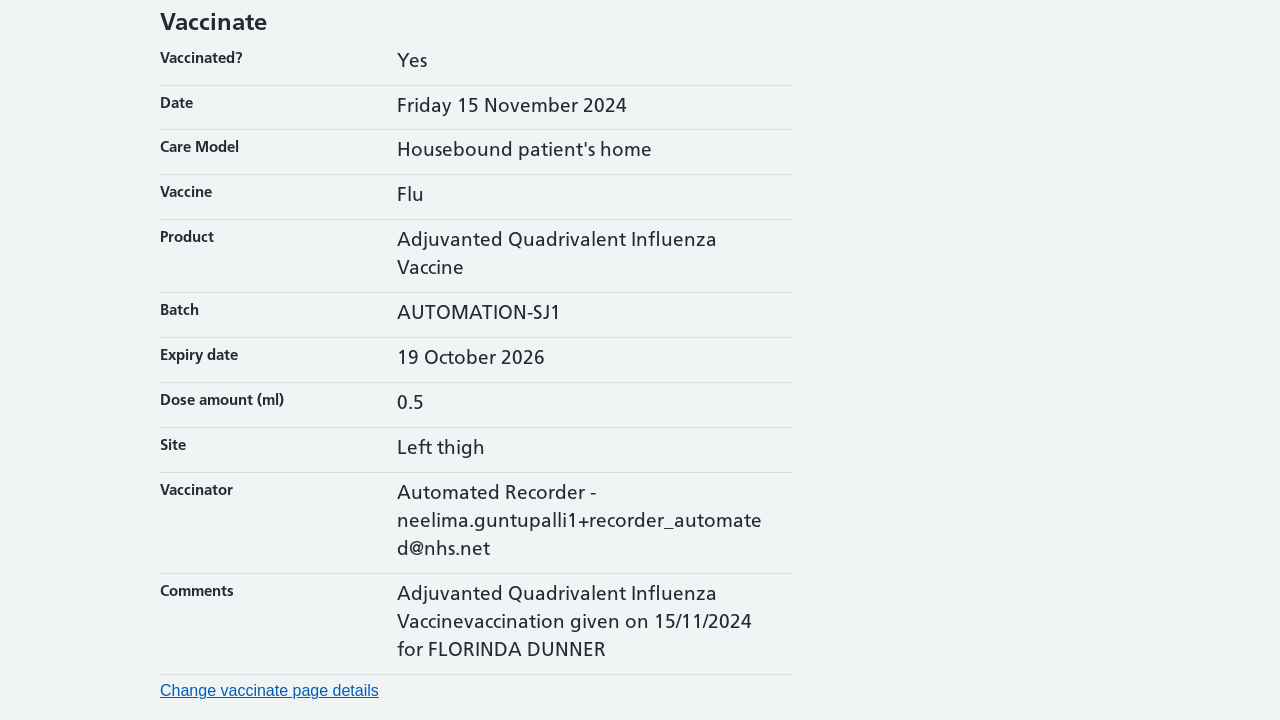 Vaccinate
Vaccinated? Yes
Date Friday 15 November 2024
Care Model Housebound patient's home
Vaccine Flu
Product Adjuvanted Quadrivalent Influenza
Vaccine
Batch AUTOMATION-SJ1
Expiry date 19 October 2026
Dose amount (ml) 0.5
Site Left thigh
Vaccinator Automated Recorder -
neelima.guntupalli1+recorder_automate
d@nhs.net
Comments Adjuvanted Quadrivalent Influenza
Vaccinevaccination given on 15/11/2024
for FLORINDA DUNNER
Change vaccinate page details